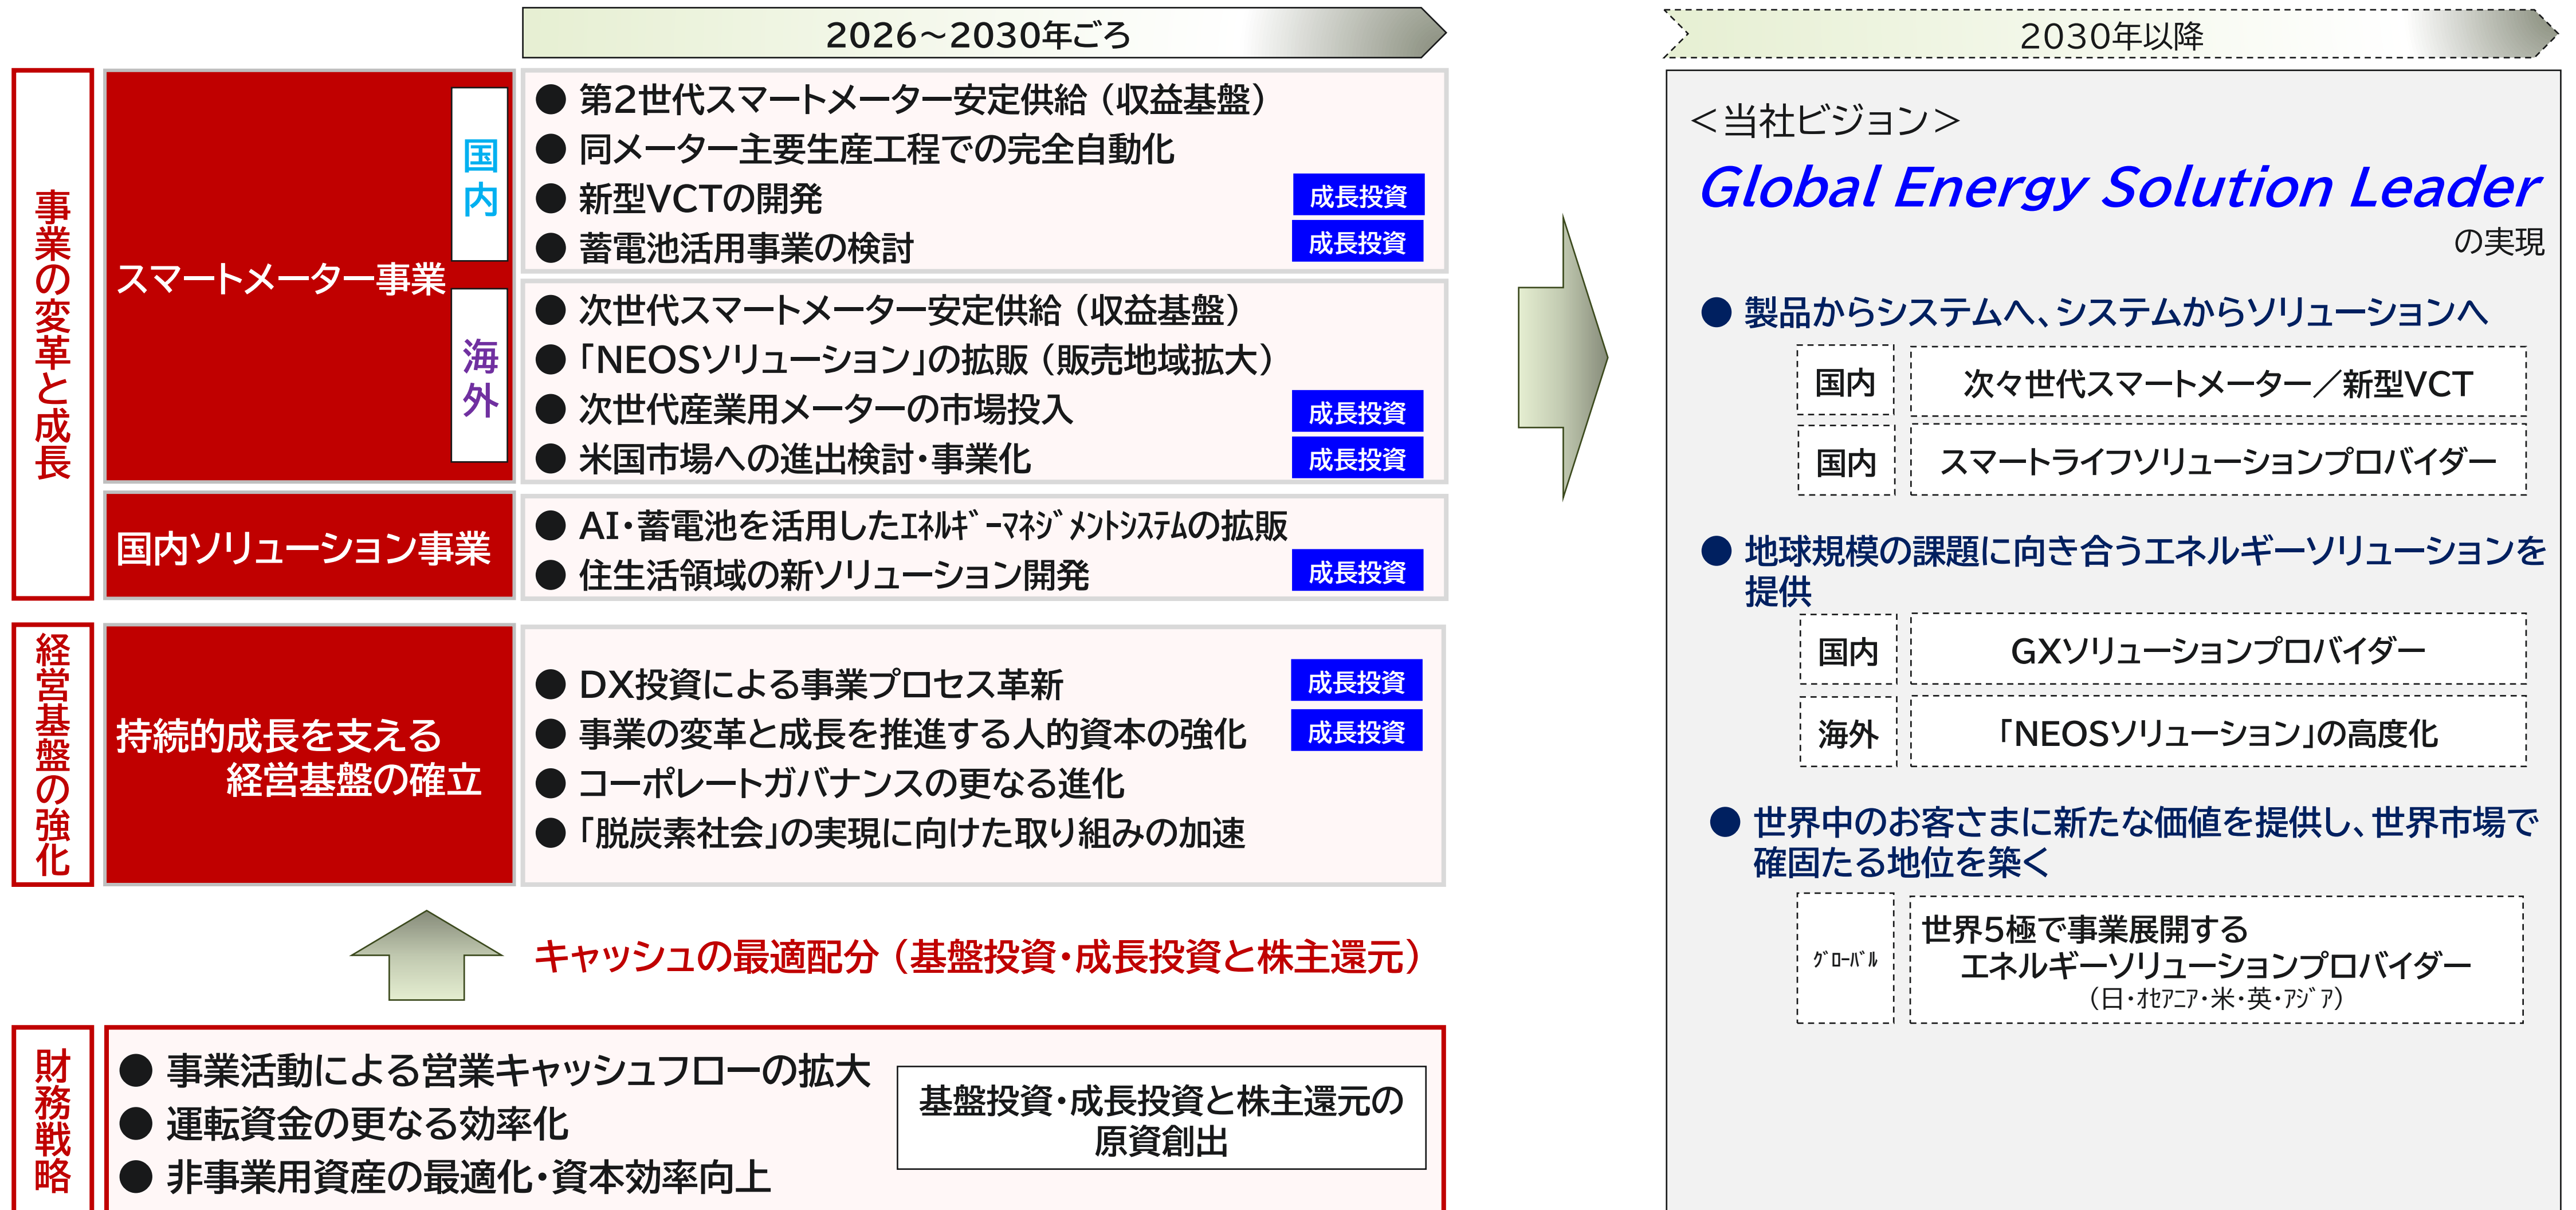 2026～2030年ごろ
事業の変革と成長
スマートメーター事業
国内
● 第2世代スマートメーター安定供給（収益基盤）
● 同メーター主要生産工程での完全自動化
● 新型VCTの開発 成長投資
● 蓄電池活用事業の検討 成長投資
海外
● 次世代スマートメーター安定供給（収益基盤）
● 「NEOSソリューション」の拡販（販売地域拡大）
● 次世代産業用メーターの市場投入 成長投資
● 米国市場への進出検討・事業化 成長投資
国内ソリューション事業
● AI・蓄電池を活用したｴﾈﾙｷﾞｰﾏﾈｼﾞﾒﾝﾄｼｽﾃﾑの拡販
● 住生活領域の新ソリューション開発 成長投資
経営基盤の強化
持続的成長を支える
経営基盤の確立
● DX投資による事業プロセス革新 成長投資
● 事業の変革と成長を推進する人的資本の強化 成長投資
● コーポレートガバナンスの更なる進化
● 「脱炭素社会」の実現に向けた取り組みの加速
キャッシュの最適配分（基盤投資・成長投資と株主還元）
財務戦略
● 事業活動による営業キャッシュフローの拡大
● 運転資金の更なる効率化
● 非事業用資産の最適化・資本効率向上
基盤投資・成長投資と株主還元の
原資創出
2030年以降
＜当社ビジョン＞
Global Energy Solution Leader
の実現
● 製品からシステムへ、システムからソリューションへ
国内 次々世代スマートメーター／新型VCT
国内 スマートライフソリューションプロバイダー
● 地球規模の課題に向き合うエネルギーソリューションを
提供
国内 GXソリューションプロバイダー
海外 「NEOSソリューション」の高度化
● 世界中のお客さまに新たな価値を提供し、世界市場で
確固たる地位を築く
ｸﾞﾛｰﾊﾞﾙ
世界5極で事業展開する
エネルギーソリューションプロバイダー
（日・ｵｾｱﾆｱ・米・英・ｱｼﾞｱ）